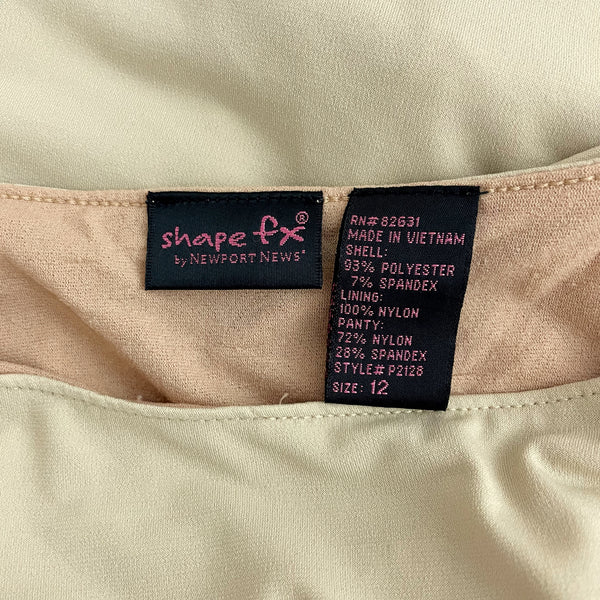 shape fx®
by NEWPORT NEWS®
RN# 82631
MADE IN VIETNAM
SHELL:
93% POLYESTER
7% SPANDEX
LINING:
100% NYLON
PANTY:
72% NYLON
28% SPANDEX
STYLE# P2128
SIZE: 12